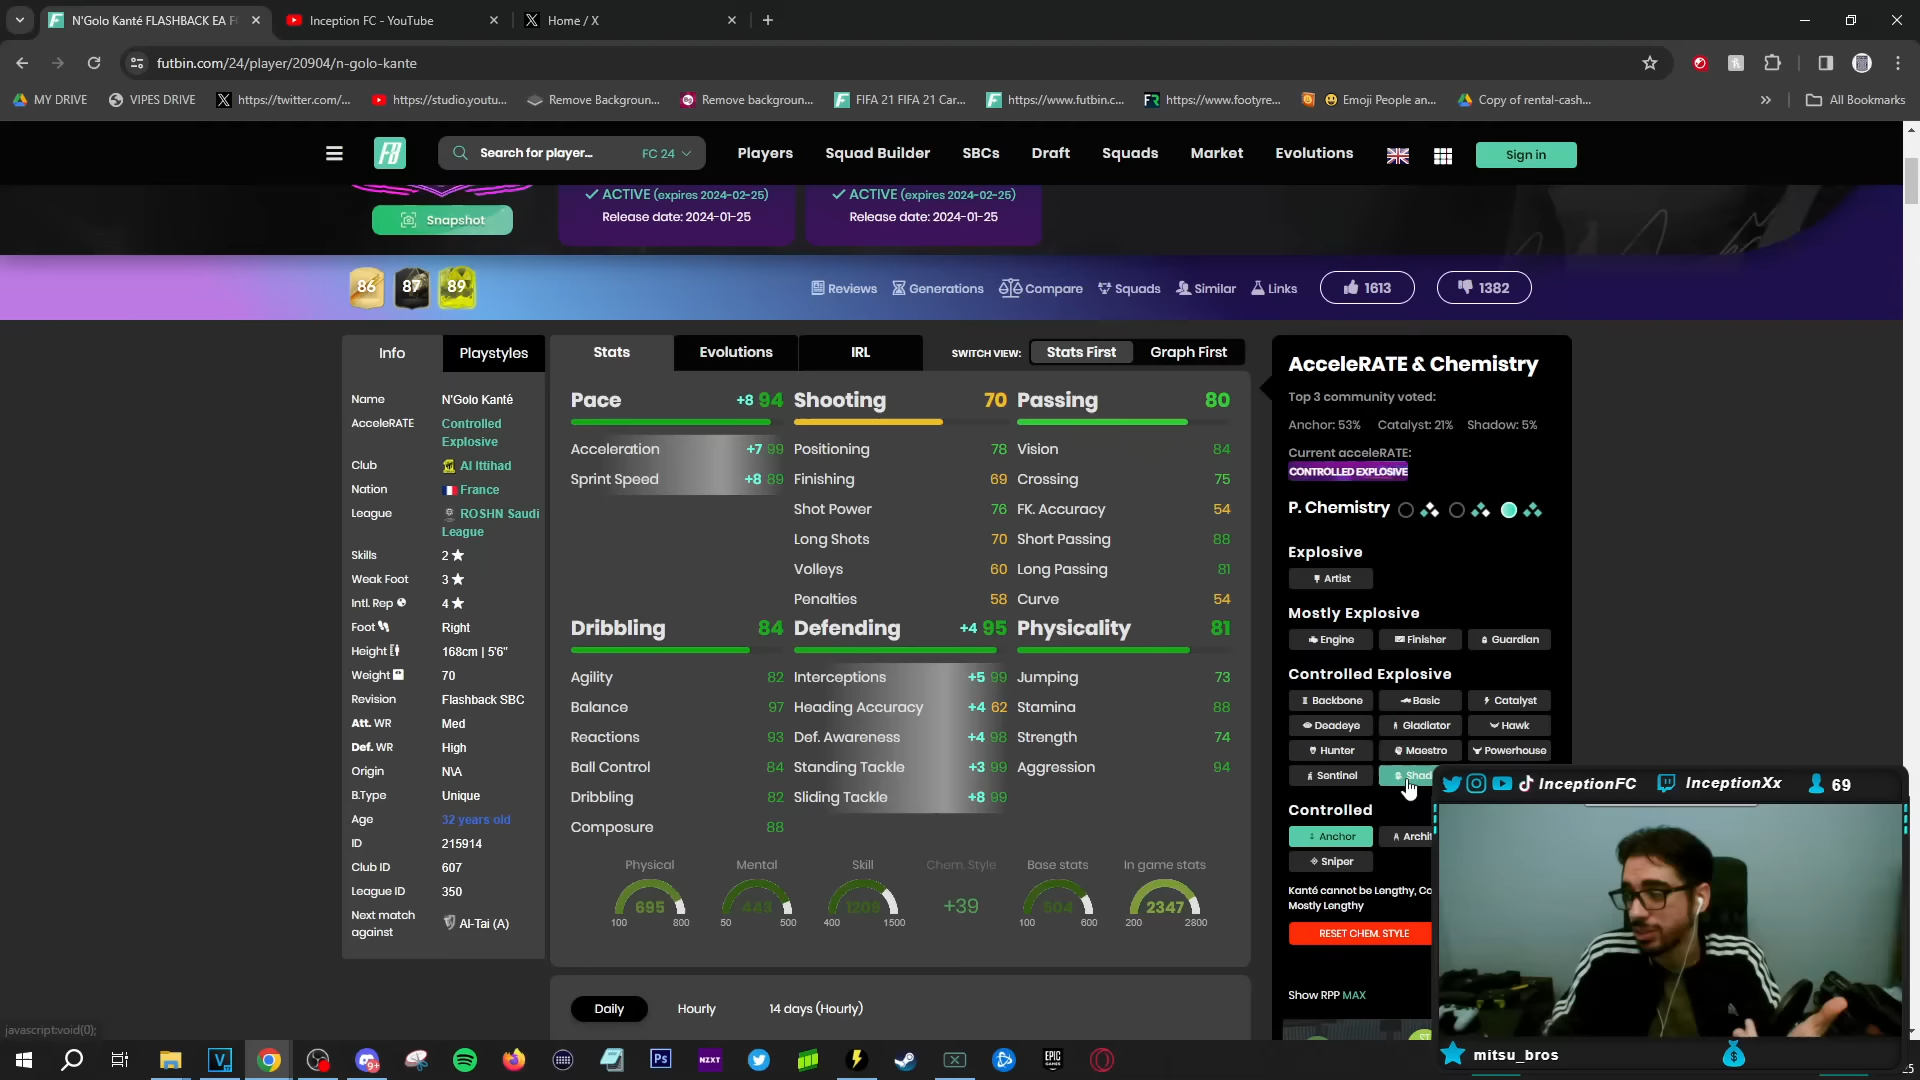 N'Golo Kanté FLASHBACK EA F
Inception FC - YouTube
Home / X
futbin.com/24/player/20904/n-golo-kante
MY DRIVE
VIPES DRIVE
https://twitter.com/...
https://studio.youtu...
Remove Backgroun...
Remove backgroun...
FIFA 21 FIFA 21 Car...
https://www.futbin.c...
https://www.footyre...
Emoji People an...
Copy of rental-cash...
All Bookmarks
FB
Search for player...
FC 24
Players
Squad Builder
SBCs
Draft
Squads
Market
Evolutions
Sign in
ACTIVE (expires 2024-02-25)
Release date: 2024-01-25
ACTIVE (expires 2024-02-25)
Release date: 2024-01-25
Snapshot
86
87
89
Reviews
Generations
Compare
Squads
Similar
Links
1613
1382
Info
Playstyles
Name N'Golo Kanté
AcceleRATE Controlled
Explosive
Club Al Ittihad
Nation France
League ROSHN Saudi
League
Skills 2
Weak Foot 3
Intl. Rep 4
Foot Right
Height 168cm | 5'6"
Weight 70
Revision Flashback SBC
Att. WR Med
Def. WR High
Origin N\A
B.Type Unique
Age 32 years old
ID 215914
Club ID 607
League ID 350
Next match
against
Al-Tai (A)
Stats
Evolutions
IRL
SWITCH VIEW:
Stats First
Graph First
Pace +8 94
Acceleration +7 99
Sprint Speed +8 89
Shooting 70
Positioning 78
Finishing 69
Shot Power 76
Long Shots 70
Volleys 60
Penalties 58
Passing 80
Vision 84
Crossing 75
FK. Accuracy 54
Short Passing 88
Long Passing 81
Curve 54
Dribbling 84
Agility 82
Balance 97
Reactions 93
Ball Control 84
Dribbling 82
Composure 88
Defending +4 95
Interceptions +5 99
Heading Accuracy +4 62
Def. Awareness +4 98
Standing Tackle +3 99
Sliding Tackle +8 99
Physicality 81
Jumping 73
Stamina 88
Strength 74
Aggression 94
Physical
695
100 800
Mental
443
50 500
Skill
1209
400 1500
Chem. Style
+39
Base stats
504
100 600
In game stats
2347
200 2800
Daily
Hourly
14 days (Hourly)
AcceleRATE & Chemistry
Top 3 community voted:
Anchor: 53% Catalyst: 21% Shadow: 5%
Current acceleRATE:
CONTROLLED EXPLOSIVE
P. Chemistry
Explosive
Artist
Mostly Explosive
Engine
Finisher
Guardian
Controlled Explosive
Backbone
Basic
Catalyst
Deadeye
Gladiator
Hawk
Hunter
Maestro
Powerhouse
Sentinel
Shad
Controlled
Anchor
Archi
Sniper
Kanté cannot be Lengthy, Co
Mostly Lengthy
RESET CHEM. STYLE
Show RPP MAX
InceptionFC
InceptionXx
69
mitsu_bros
javascript:void(0);
9+
Ps
NZXT
EPIC
GAMES
25